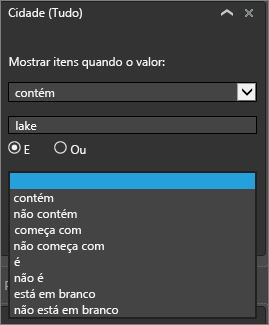 Cidade (Tudo)
Mostrar itens quando o valor:
contém
lake
E Ou
contém
não contém
começa com
não começa com
é
não é
está em branco
não está em branco